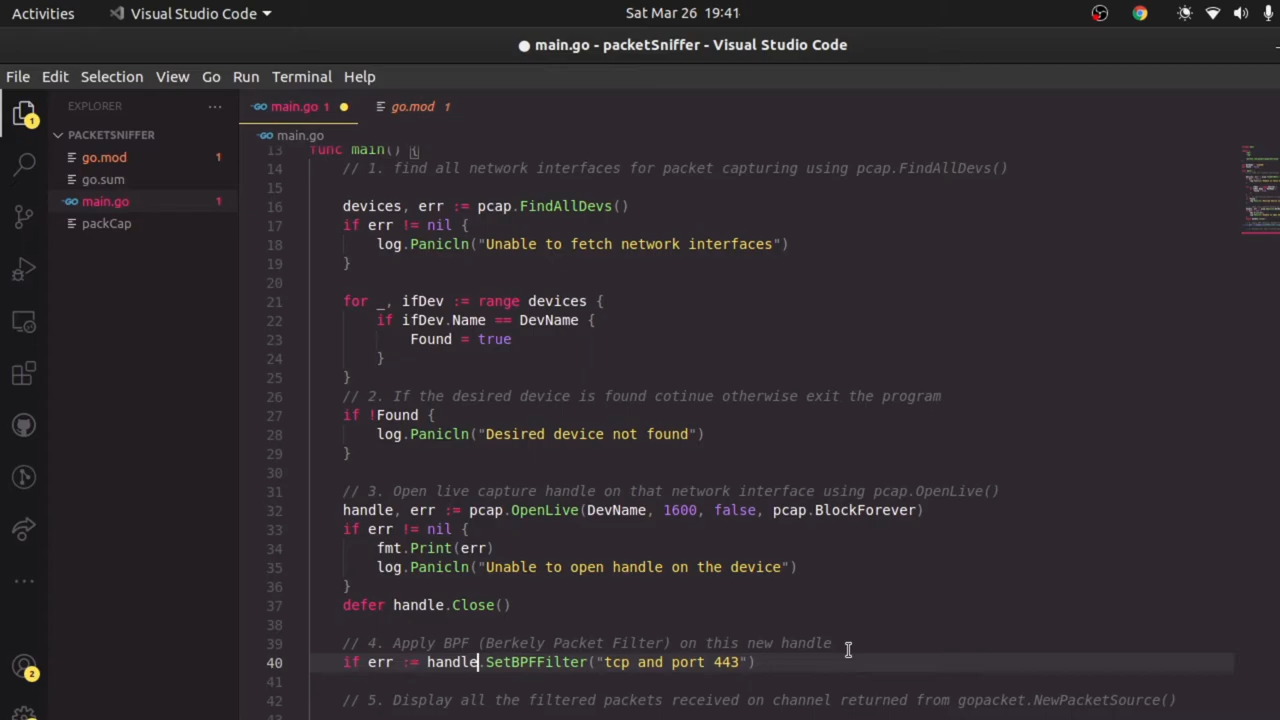 Activities
Visual Studio Code
Sat Mar 26 19:41
main.go - packetSniffer - Visual Studio Code
File Edit Selection View Go Run Terminal Help
EXPLORER ...
PACKETSNIFFER
go.mod 1
go.sum
main.go 1
packCap
1
2
main.go 1
go.mod 1
main.go
13 func main() {
14 // 1. find all network interfaces for packet capturing using pcap.FindAllDevs()
15
16 devices, err := pcap.FindAllDevs()
17 if err != nil {
18 log.Panicln("Unable to fetch network interfaces")
19 }
20
21 for _, ifDev := range devices {
22 if ifDev.Name == DevName {
23 Found = true
24 }
25 }
26 // 2. If the desired device is found cotinue otherwise exit the program
27 if !Found {
28 log.Panicln("Desired device not found")
29 }
30
31 // 3. Open live capture handle on that network interface using pcap.OpenLive()
32 handle, err := pcap.OpenLive(DevName, 1600, false, pcap.BlockForever)
33 if err != nil {
34 fmt.Print(err)
35 log.Panicln("Unable to open handle on the device")
36 }
37 defer handle.Close()
38
39 // 4. Apply BPF (Berkely Packet Filter) on this new handle
40 if err := handle.SetBPFFilter("tcp and port 443")
41
42 // 5. Display all the filtered packets received on channel returned from gopacket.NewPacketSource()
43